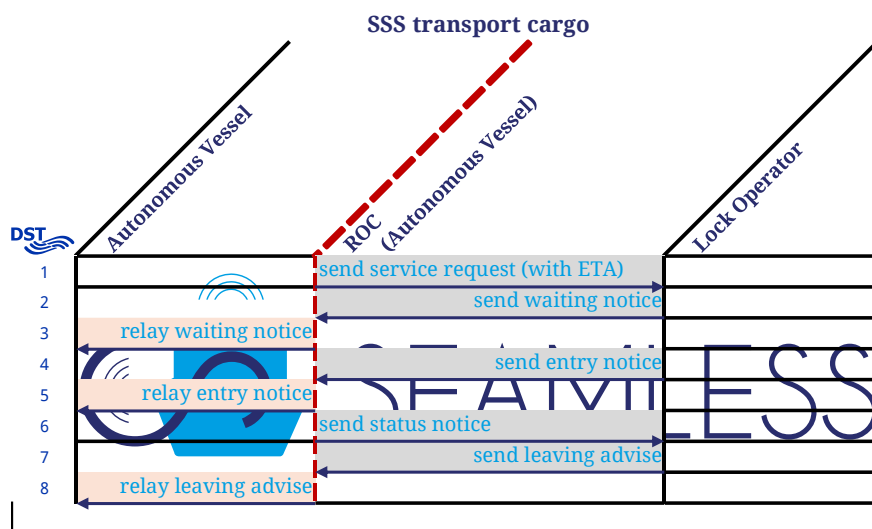 SSS transport cargo
Autonomous Vessel
ROC
(Autonomous Vessel)
Lock Operator
DST
1
send service request (with ETA)
2
send waiting notice
3
relay waiting notice
4
send entry notice
5
relay entry notice
SEAMLESS
6
send status notice
7
send leaving advise
8
relay leaving advise